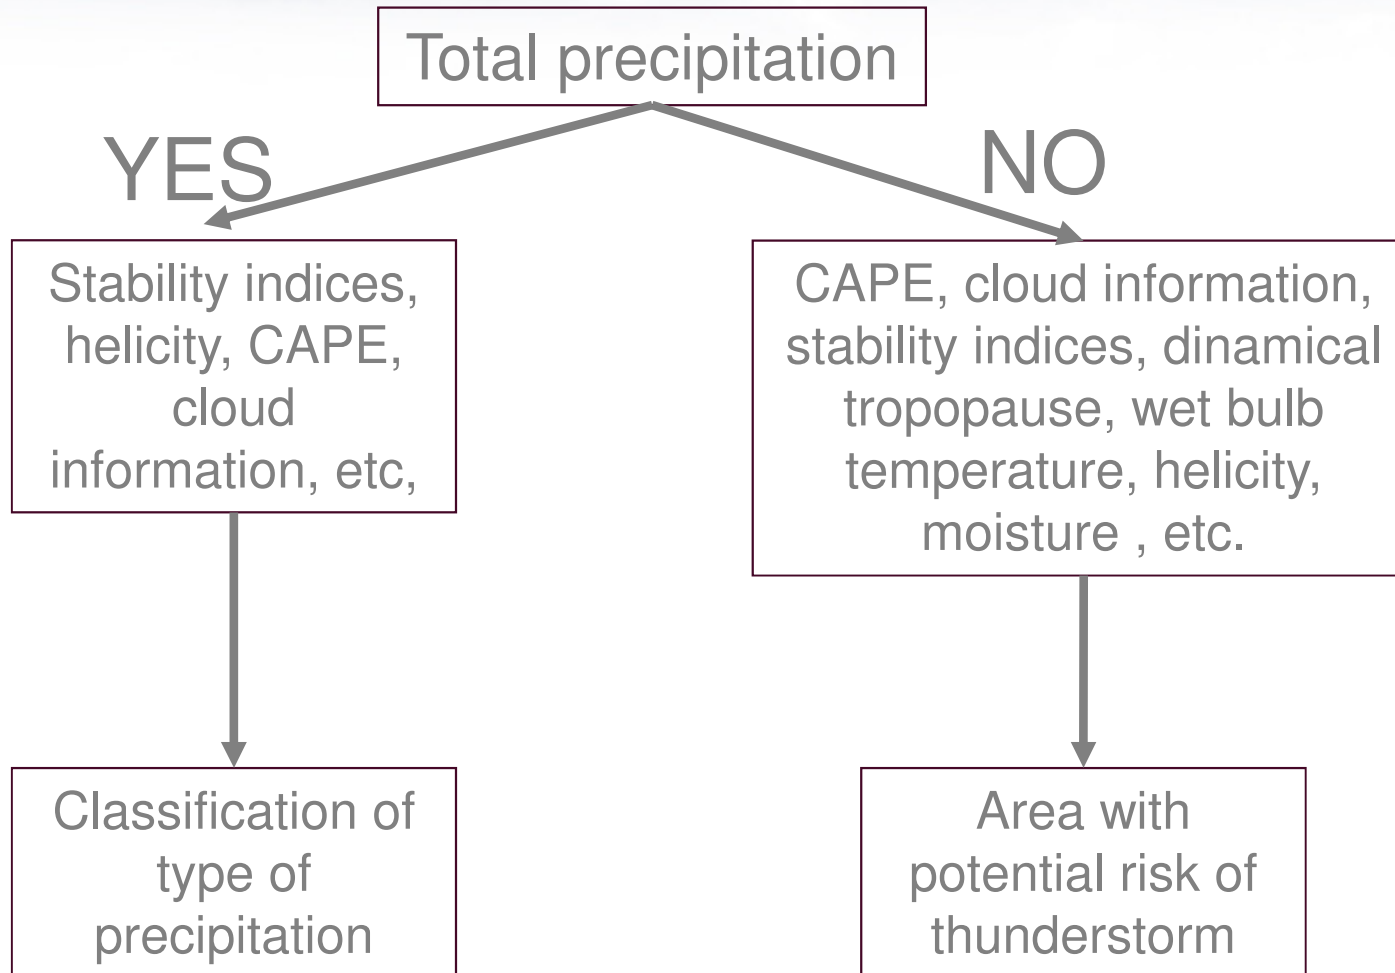 Total precipitation
YES
NO
Stability indices,
helicity, CAPE,
cloud
information, etc,
CAPE, cloud information,
stability indices, dinamical
tropopause, wet bulb
temperature, helicity,
moisture , etc.
Classification of
type of
precipitation
Area with
potential risk of
thunderstorm